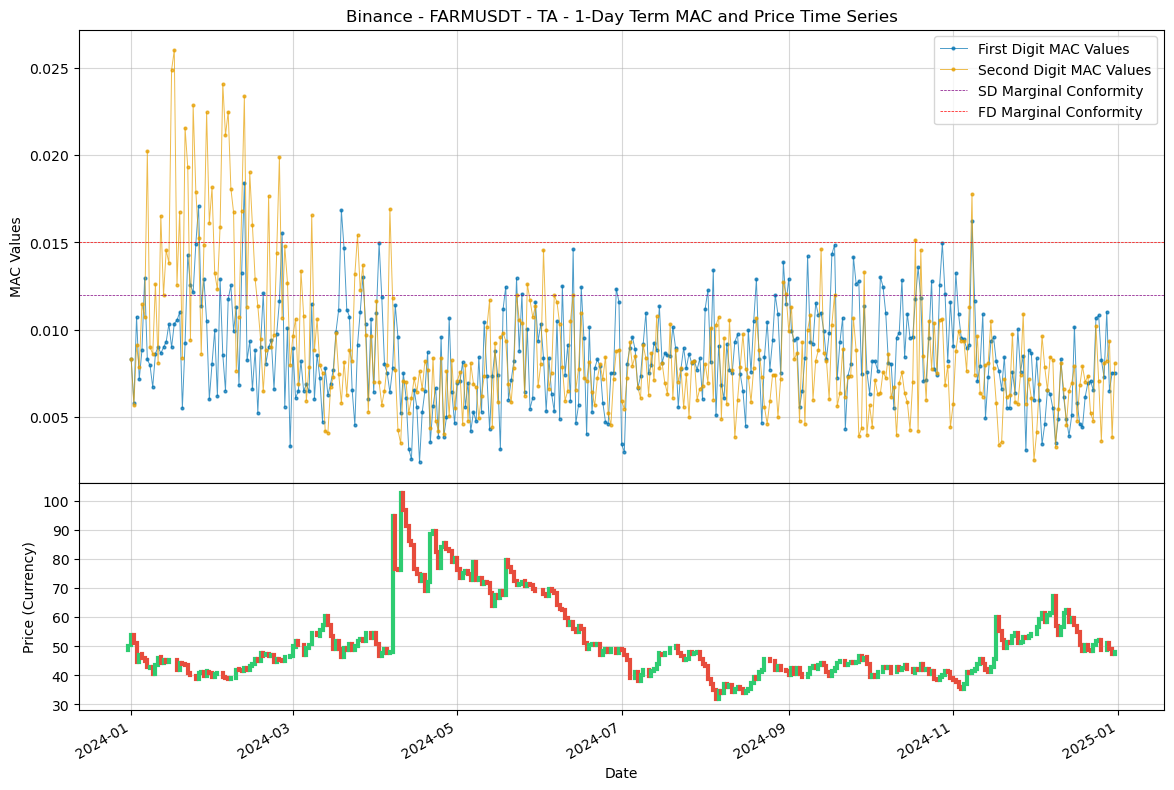 Binance - FARMUSDT - TA - 1-Day Term MAC and Price Time Series
First Digit MAC Values
Second Digit MAC Values
SD Marginal Conformity
FD Marginal Conformity
MAC Values
0.025
0.020
0.015
0.010
0.005
Price (Currency)
100
90
80
70
60
50
40
30
2024-01
2024-03
2024-05
2024-07
2024-09
2024-11
2025-01
Date